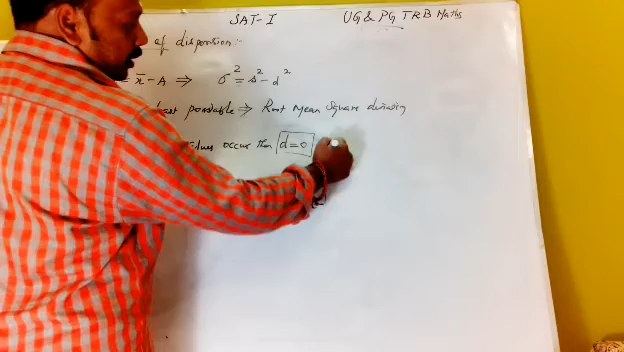 SAT-I
UG & PG TRB Maths
of dispersion:-
= x̄ - A ⇒ σ² = s² - d²
least possible ⇒ Root Mean Square deviation
values occur then d=0